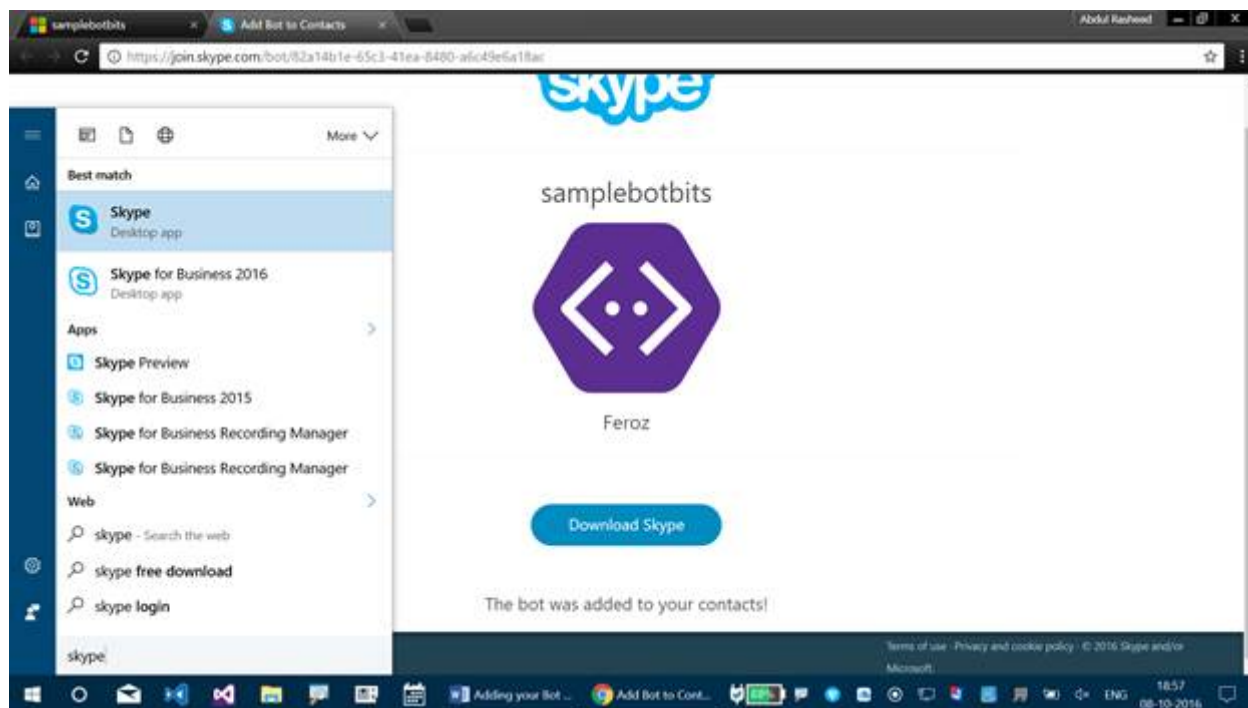 samplebotbits
Add Bot to Contacts
Abdul Rasheed
https://join.skype.com/bot/82a14b1e-65c3-41ea-8480-a6c49e6a18ac
skype
More
Best match
Skype
Desktop app
Skype for Business 2016
Desktop app
Apps
Skype Preview
Skype for Business 2015
Skype for Business Recording Manager
Skype for Business Recording Manager
Web
skype - Search the web
skype free download
skype login
skype
samplebotbits
Feroz
Download Skype
The bot was added to your contacts!
Terms of use · Privacy and cookie policy · © 2016 Skype and/or
Microsoft.
Adding your Bot ...
Add Bot to Cont...
ENG
18:57
08-10-2016